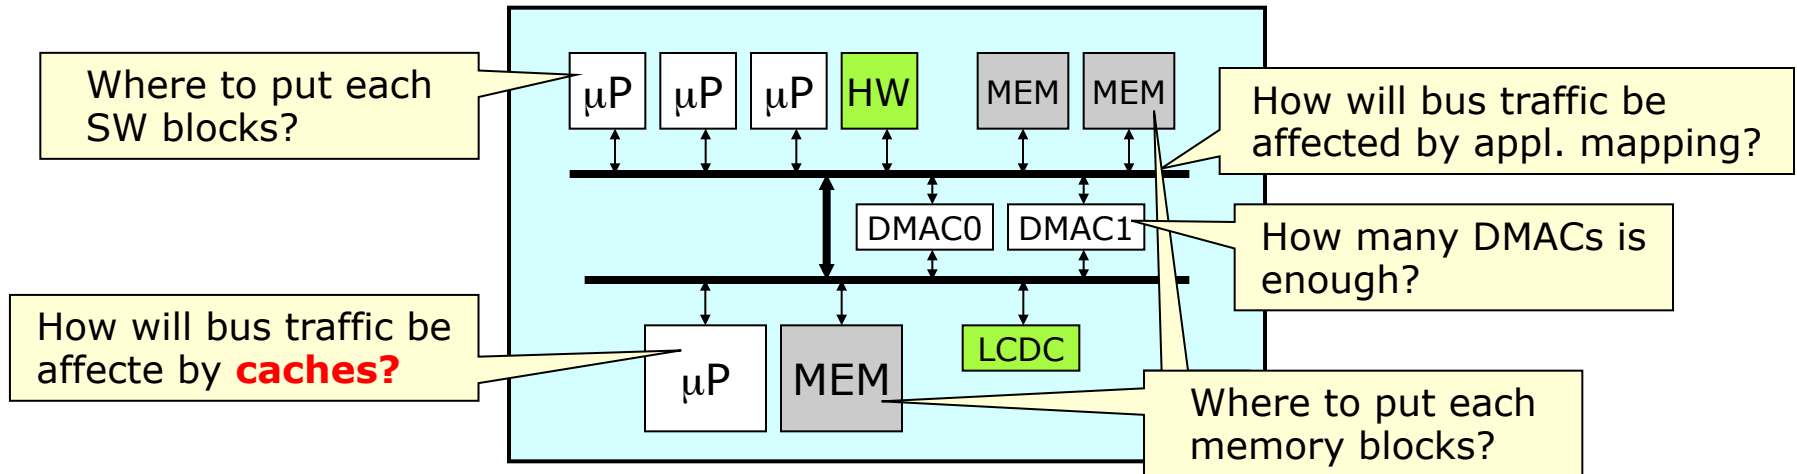 Where to put each
SW blocks?
μP
μP
μP
HW
MEM
MEM
How will bus traffic be
affected by appl. mapping?
DMAC0
DMAC1
How many DMACs is
enough?
How will bus traffic be
affecte by caches?
μP
MEM
LCDC
Where to put each
memory blocks?